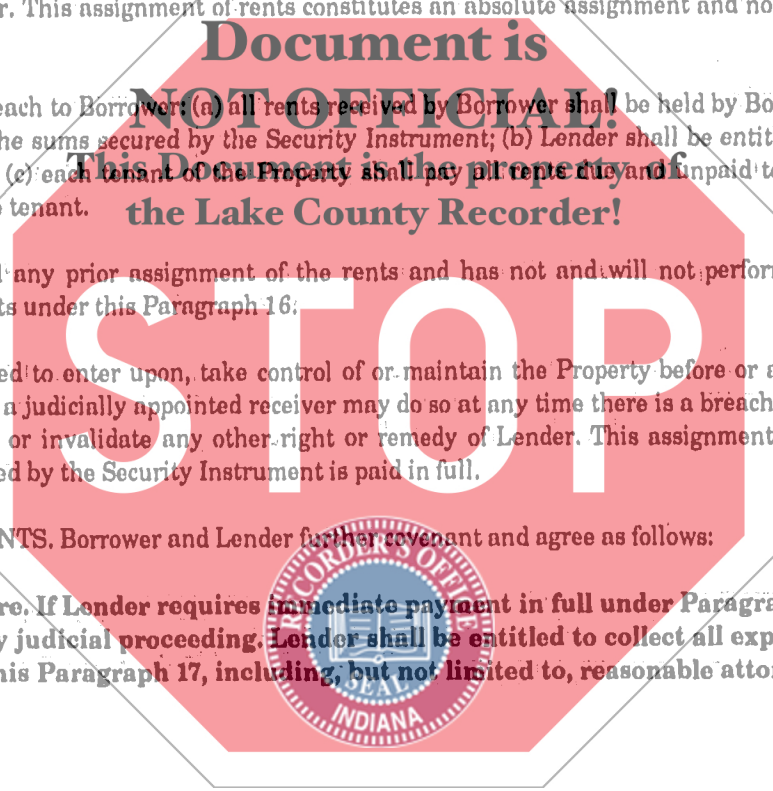 r. This assignment of rents constitutes an absolute assignment and no
Document is
NOT OFFICIAL!
each to Borrower: (a) all rents received by Borrower shall be held by Bo
he sums secured by the Security Instrument; (b) Lender shall be entit
This Document is the property of
(c) each tenant of the Property shall pay all rents due and unpaid to
tenant.
the Lake County Recorder!
any prior assignment of the rents and has not and will not perform
ts under this Paragraph 16.
STOP
ed to enter upon, take control of or maintain the Property before or a
a judicially appointed receiver may do so at any time there is a breach
or invalidate any other right or remedy of Lender. This assignment
ed by the Security Instrument is paid in full.
NTS. Borrower and Lender further covenant and agree as follows:
RECORDER'S OFFICE
re. If Lender requires immediate payment in full under Paragra
y judicial proceeding. Lender shall be entitled to collect all exp
his Paragraph 17, including, but not limited to, reasonable attor
SEAL
INDIANA